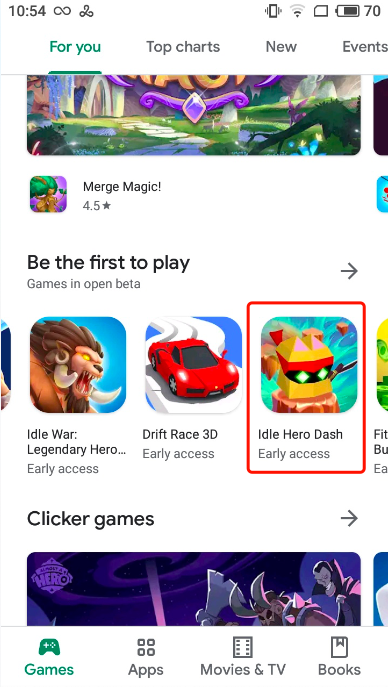 10:54 70
For you Top charts New Events
Merge Magic!
4.5★
Be the first to play
Games in open beta
Idle War:
Legendary Hero...
Early access
Drift Race 3D
Early access
Idle Hero Dash
Early access
Fit
Bu
Ea
Clicker games
HERO
Games Apps Movies & TV Books